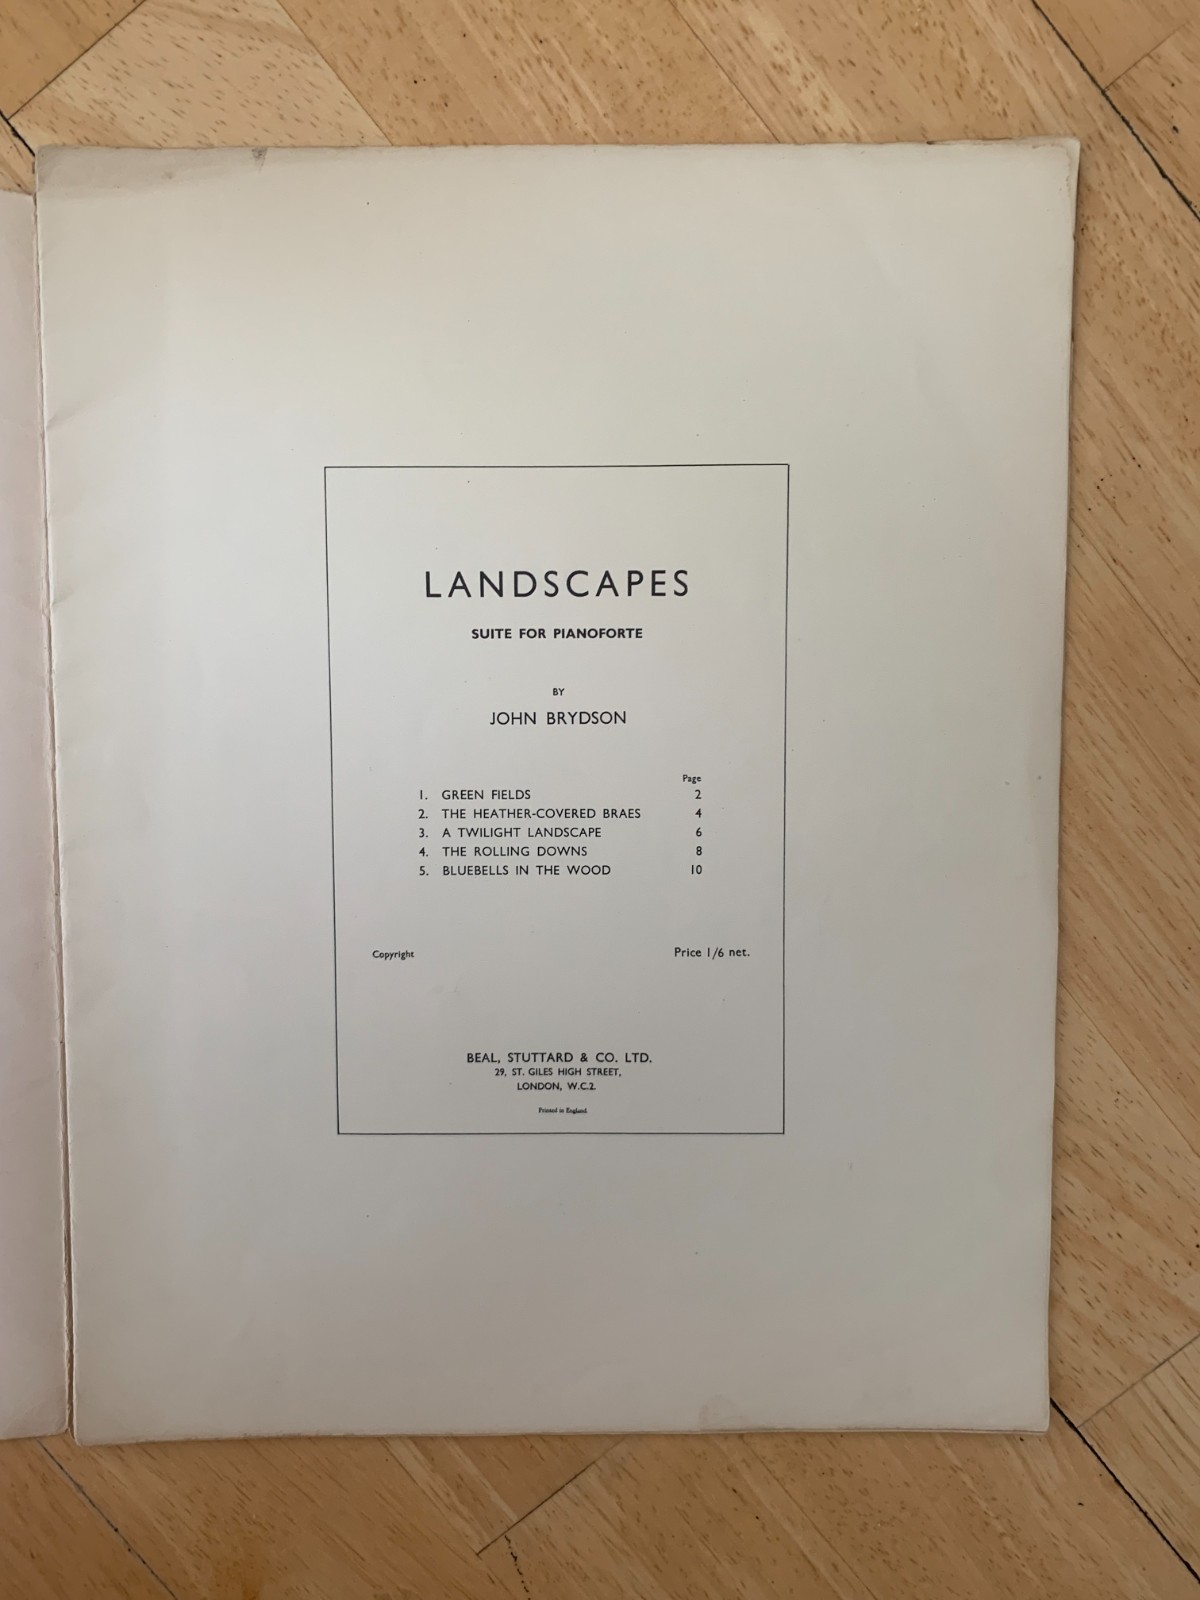 LANDSCAPES
SUITE FOR PIANOFORTE
BY
JOHN BRYDSON
Page
1. GREEN FIELDS 2
2. THE HEATHER-COVERED BRAES 4
3. A TWILIGHT LANDSCAPE 6
4. THE ROLLING DOWNS 8
5. BLUEBELLS IN THE WOOD 10
Copyright Price 1/6 net.
BEAL, STUTTARD & CO. LTD.
29, ST. GILES HIGH STREET,
LONDON, W.C.2.
Printed in England